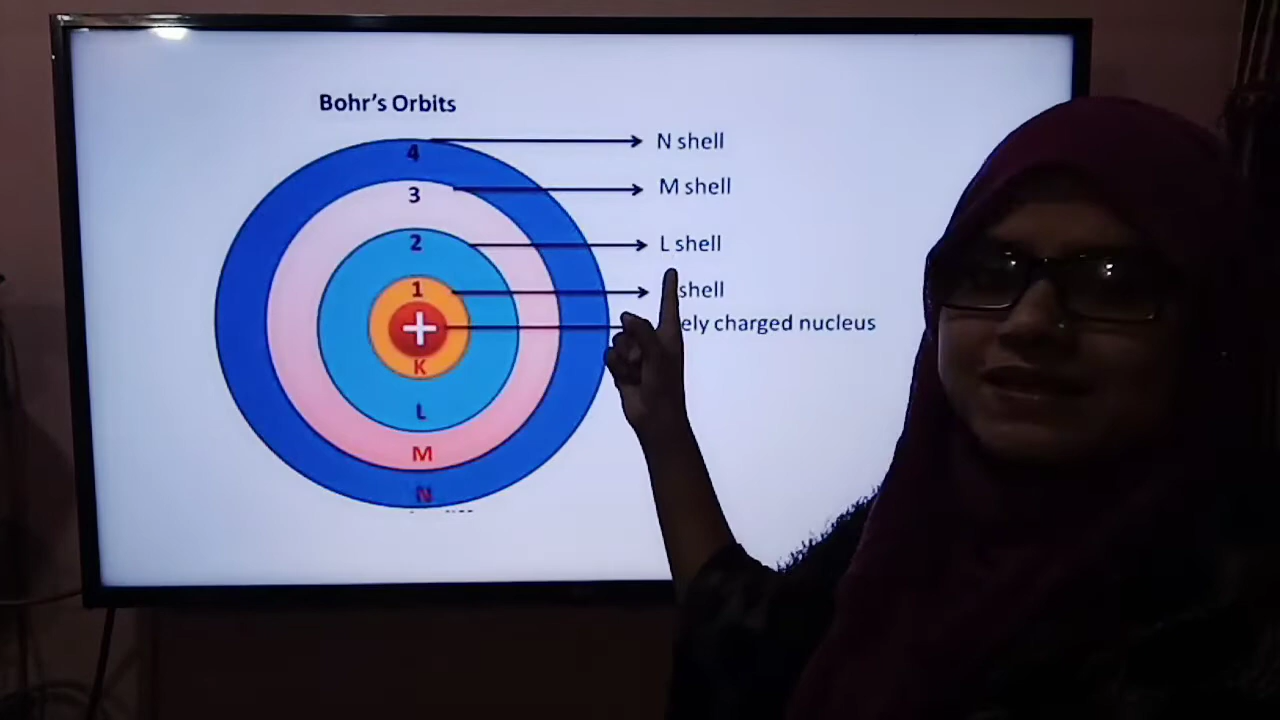 Bohr's Orbits
4
N shell
3
M shell
2
L shell
1
shell
+
ely charged nucleus
K
L
M
N